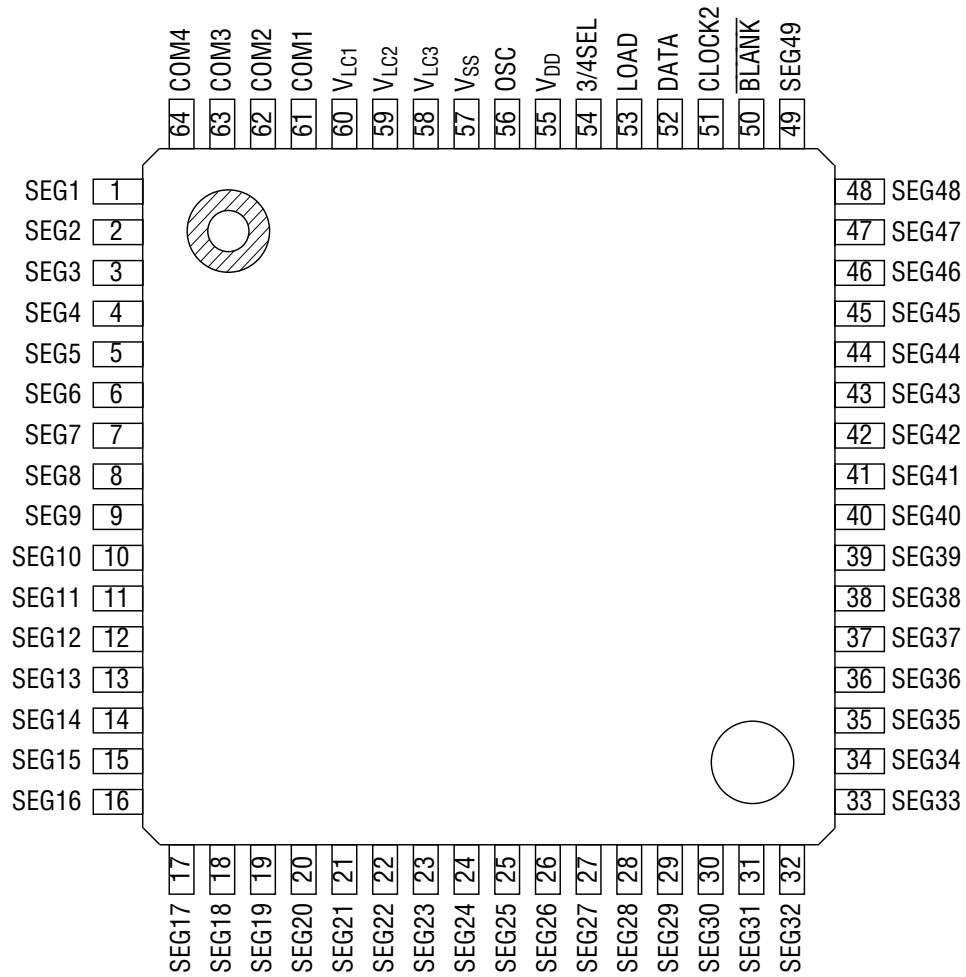 COM4
COM3
COM2
COM1
VLC1
VLC2
VLC3
VSS
OSC
VDD
3/4SEL
LOAD
DATA
CLOCK2
BLANK
SEG49
64
63
62
61
60
59
58
57
56
55
54
53
52
51
50
49
SEG1 1
48 SEG48
SEG2 2
47 SEG47
SEG3 3
46 SEG46
SEG4 4
45 SEG45
SEG5 5
44 SEG44
SEG6 6
43 SEG43
SEG7 7
42 SEG42
SEG8 8
41 SEG41
SEG9 9
40 SEG40
SEG10 10
39 SEG39
SEG11 11
38 SEG38
SEG12 12
37 SEG37
SEG13 13
36 SEG36
SEG14 14
35 SEG35
SEG15 15
34 SEG34
SEG16 16
33 SEG33
17
18
19
20
21
22
23
24
25
26
27
28
29
30
31
32
SEG17
SEG18
SEG19
SEG20
SEG21
SEG22
SEG23
SEG24
SEG25
SEG26
SEG27
SEG28
SEG29
SEG30
SEG31
SEG32